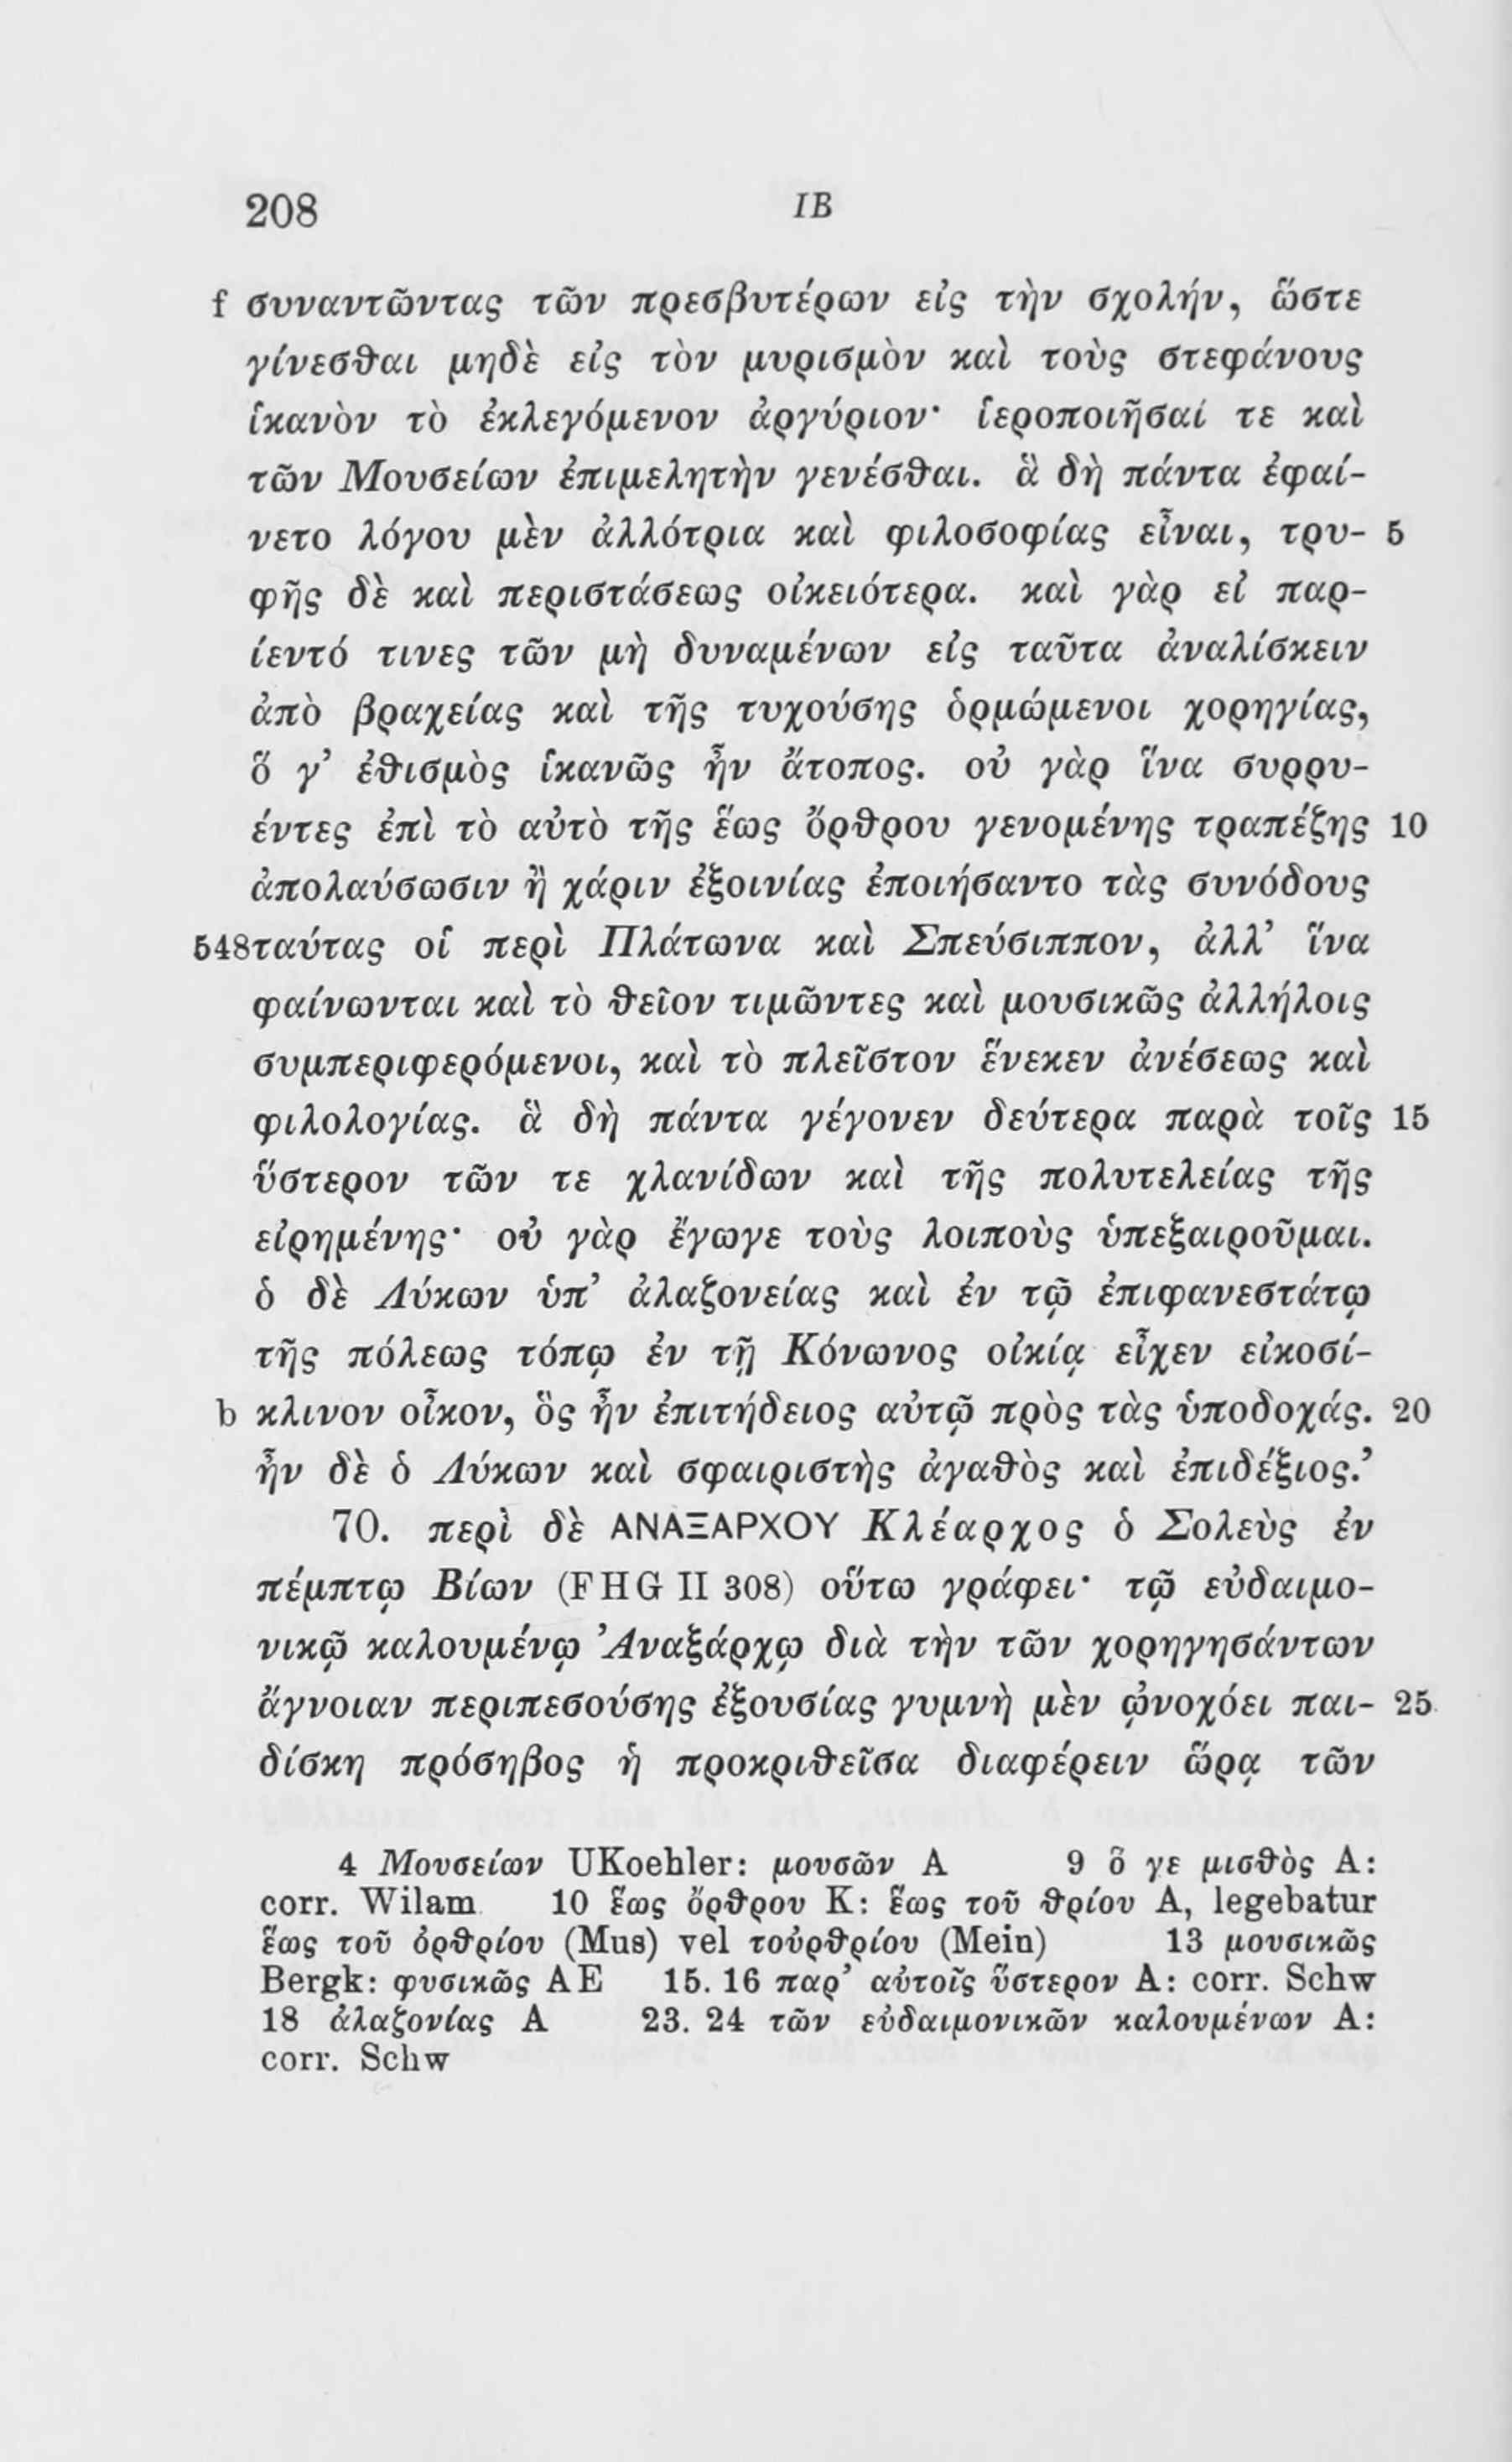 208 ΙΒ
f συναντῶντας τῶν πρεσβυτέρων εἰς τὴν σχολήν, ὥστε
γίνεσθαι μηδὲ εἰς τὸν μυρισμὸν καὶ τοὺς στεφάνους
ἱκανὸν τὸ ἐκλεγόμενον ἀργύριον· ἱεροποιῆσαί τε καὶ
τῶν Μουσείων ἐπιμελητὴν γενέσθαι. ἃ δὴ πάντα ἐφαί-
νετο λόγου μὲν ἀλλότρια καὶ φιλοσοφίας εἶναι, τρυ- 5
φῆς δὲ καὶ περιστάσεως οἰκειότερα. καὶ γὰρ εἰ παρ-
ίεντό τινες τῶν μὴ δυναμένων εἰς ταῦτα ἀναλίσκειν
ἀπὸ βραχείας καὶ τῆς τυχούσης ὁρμώμενοι χορηγίας,
ὅ γ’ ἐθισμὸς ἱκανῶς ἦν ἄτοπος. οὐ γὰρ ἵνα συρρυ-
έντες ἐπὶ τὸ αὐτὸ τῆς ἕως ὄρθρου γενομένης τραπέζης 10
ἀπολαύσωσιν ἢ χάριν ἐξοινίας ἐποιήσαντο τὰς συνόδους
548 ταύτας οἱ περὶ Πλάτωνα καὶ Σπεύσιππον, ἀλλ’ ἵνα
φαίνωνται καὶ τὸ θεῖον τιμῶντες καὶ μουσικῶς ἀλλήλοις
συμπεριφερόμενοι, καὶ τὸ πλεῖστον ἕνεκεν ἀνέσεως καὶ
φιλολογίας. ἃ δὴ πάντα γέγονεν δεύτερα παρὰ τοῖς 15
ὕστερον τῶν τε χλανίδων καὶ τῆς πολυτελείας τῆς
εἰρημένης· οὐ γὰρ ἔγωγε τοὺς λοιποὺς ὑπεξαιροῦμαι.
ὁ δὲ Λύκων ὑπ’ ἀλαζονείας καὶ ἐν τῷ ἐπιφανεστάτῳ
τῆς πόλεως τόπῳ ἐν τῇ Κόνωνος οἰκίᾳ εἶχεν εἰκοσί-
b κλινον οἶκον, ὃς ἦν ἐπιτήδειος αὐτῷ πρὸς τὰς ὑποδοχάς. 20
ἦν δὲ ὁ Λύκων καὶ σφαιριστὴς ἀγαθὸς καὶ ἐπιδέξιος.’
70. περὶ δὲ ΑΝΑΞΑΡΧΟΥ Κλέαρχος ὁ Σολεὺς ἐν
πέμπτῳ Βίων (FHG II 308) οὕτω γράφει· τῷ εὐδαιμο-
νικῷ καλουμένῳ Ἀναξάρχῳ διὰ τὴν τῶν χορηγησάντων
ἄγνοιαν περιπεσούσης ἐξουσίας γυμνὴ μὲν ᾠνοχόει παι- 25
δίσκη πρόσηβος ἡ προκριθεῖσα διαφέρειν ὥρᾳ τῶν
4 Μουσείων UKoehler: μουσῶν A 9 ὅ γε μισθὸς A:
corr. Wilam 10 ἕως ὄρθρου K: ἕως τοῦ θρίου A, legebatur
ἕως τοῦ ὀρθρίου (Mus) vel τοὐρθρίου (Mein) 13 μουσικῶς
Bergk: φυσικῶς AE 15. 16 παρ’ αὐτοῖς ὕστερον A: corr. Schw
18 ἀλαζονίας A 23. 24 τῶν εὐδαιμονικῶν καλουμένων A:
corr. Schw